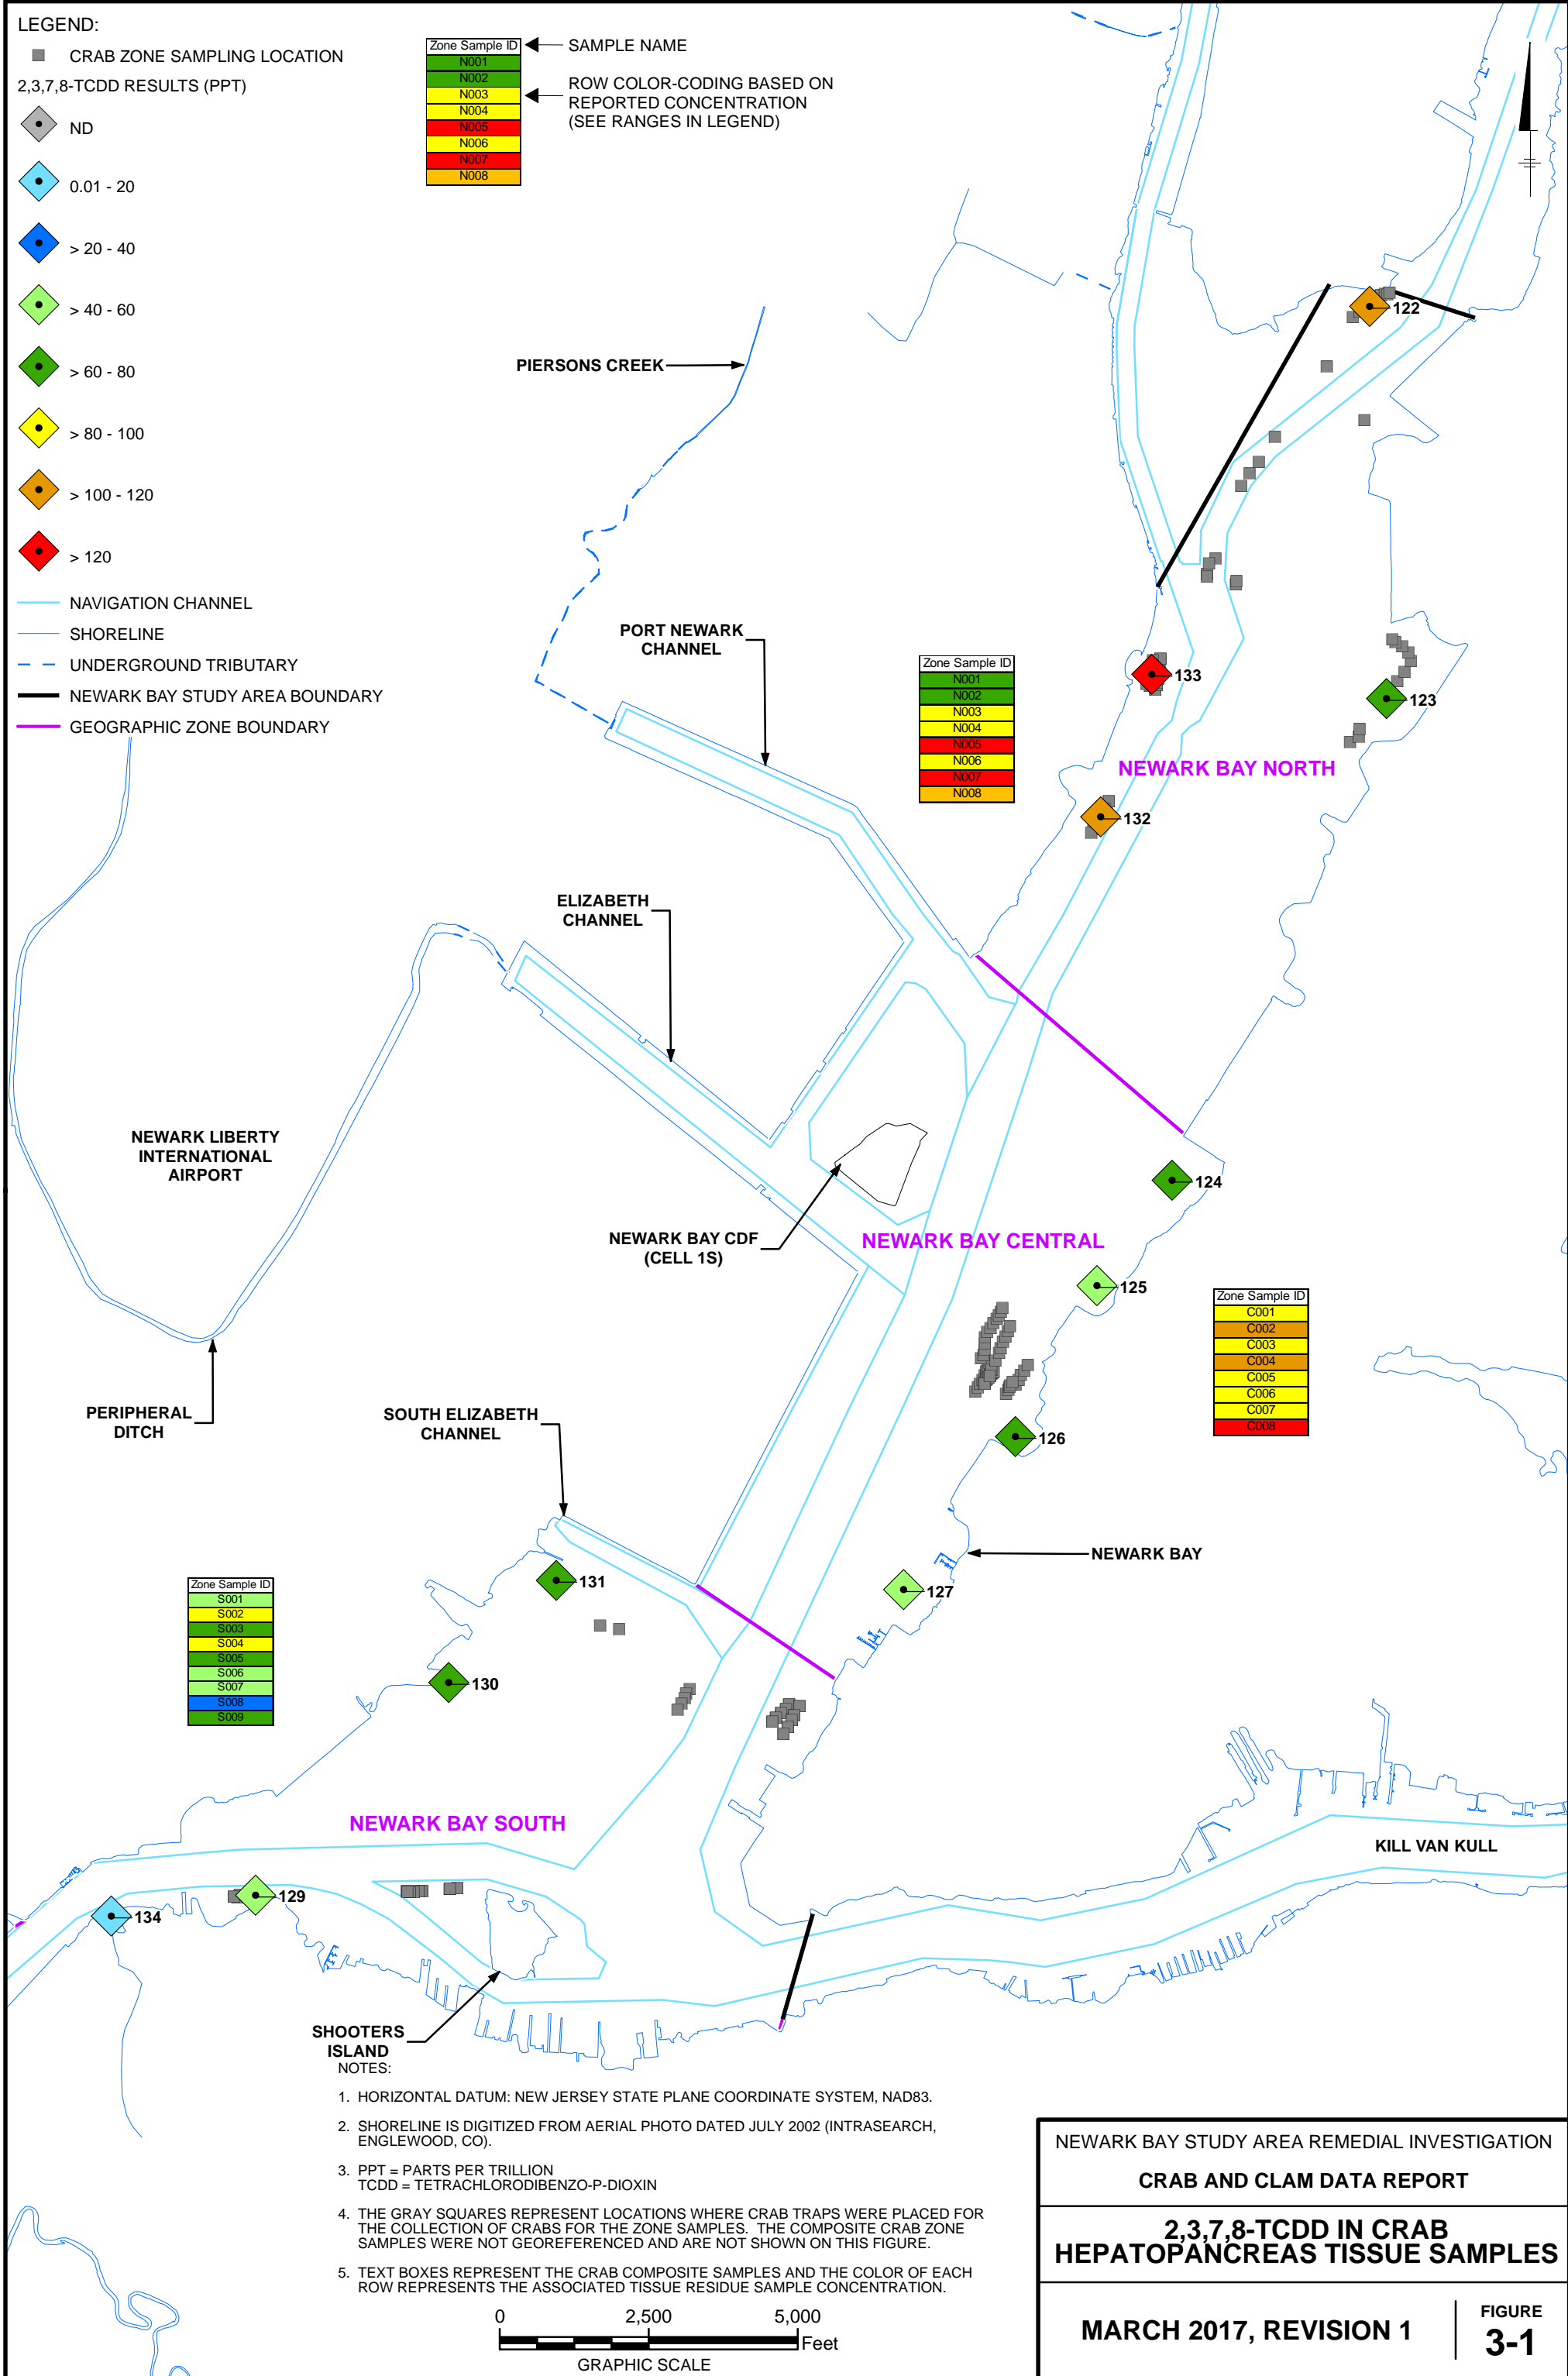 LEGEND:
CRAB ZONE SAMPLING LOCATION
2,3,7,8-TCDD RESULTS (PPT)
ND
0.01 - 20
> 20 - 40
> 40 - 60
> 60 - 80
> 80 - 100
> 100 - 120
> 120
NAVIGATION CHANNEL
SHORELINE
UNDERGROUND TRIBUTARY
NEWARK BAY STUDY AREA BOUNDARY
GEOGRAPHIC ZONE BOUNDARY
Zone Sample ID
N001
N002
N003
N004
N005
N006
N007
N008
SAMPLE NAME
ROW COLOR-CODING BASED ON
REPORTED CONCENTRATION
(SEE RANGES IN LEGEND)
122
PIERSONS CREEK
PORT NEWARK
CHANNEL
Zone Sample ID
N001
N002
N003
N004
N005
N006
N007
N008
133
123
NEWARK BAY NORTH
132
ELIZABETH
CHANNEL
NEWARK LIBERTY
INTERNATIONAL
AIRPORT
124
NEWARK BAY CDF
(CELL 1S)
NEWARK BAY CENTRAL
125
Zone Sample ID
C001
C002
C003
C004
C005
C006
C007
C008
PERIPHERAL
DITCH
SOUTH ELIZABETH
CHANNEL
126
NEWARK BAY
131
127
Zone Sample ID
S001
S002
S003
S004
S005
S006
S007
S008
S009
130
NEWARK BAY SOUTH
KILL VAN KULL
129
134
SHOOTERS
ISLAND
NOTES:
1. HORIZONTAL DATUM: NEW JERSEY STATE PLANE COORDINATE SYSTEM, NAD83.
2. SHORELINE IS DIGITIZED FROM AERIAL PHOTO DATED JULY 2002 (INTRASEARCH,
ENGLEWOOD, CO).
3. PPT = PARTS PER TRILLION
TCDD = TETRACHLORODIBENZO-P-DIOXIN
4. THE GRAY SQUARES REPRESENT LOCATIONS WHERE CRAB TRAPS WERE PLACED FOR
THE COLLECTION OF CRABS FOR THE ZONE SAMPLES. THE COMPOSITE CRAB ZONE
SAMPLES WERE NOT GEOREFERENCED AND ARE NOT SHOWN ON THIS FIGURE.
5. TEXT BOXES REPRESENT THE CRAB COMPOSITE SAMPLES AND THE COLOR OF EACH
ROW REPRESENTS THE ASSOCIATED TISSUE RESIDUE SAMPLE CONCENTRATION.
0 2,500 5,000
Feet
GRAPHIC SCALE
NEWARK BAY STUDY AREA REMEDIAL INVESTIGATION
CRAB AND CLAM DATA REPORT
2,3,7,8-TCDD IN CRAB
HEPATOPANCREAS TISSUE SAMPLES
MARCH 2017, REVISION 1
FIGURE
3-1